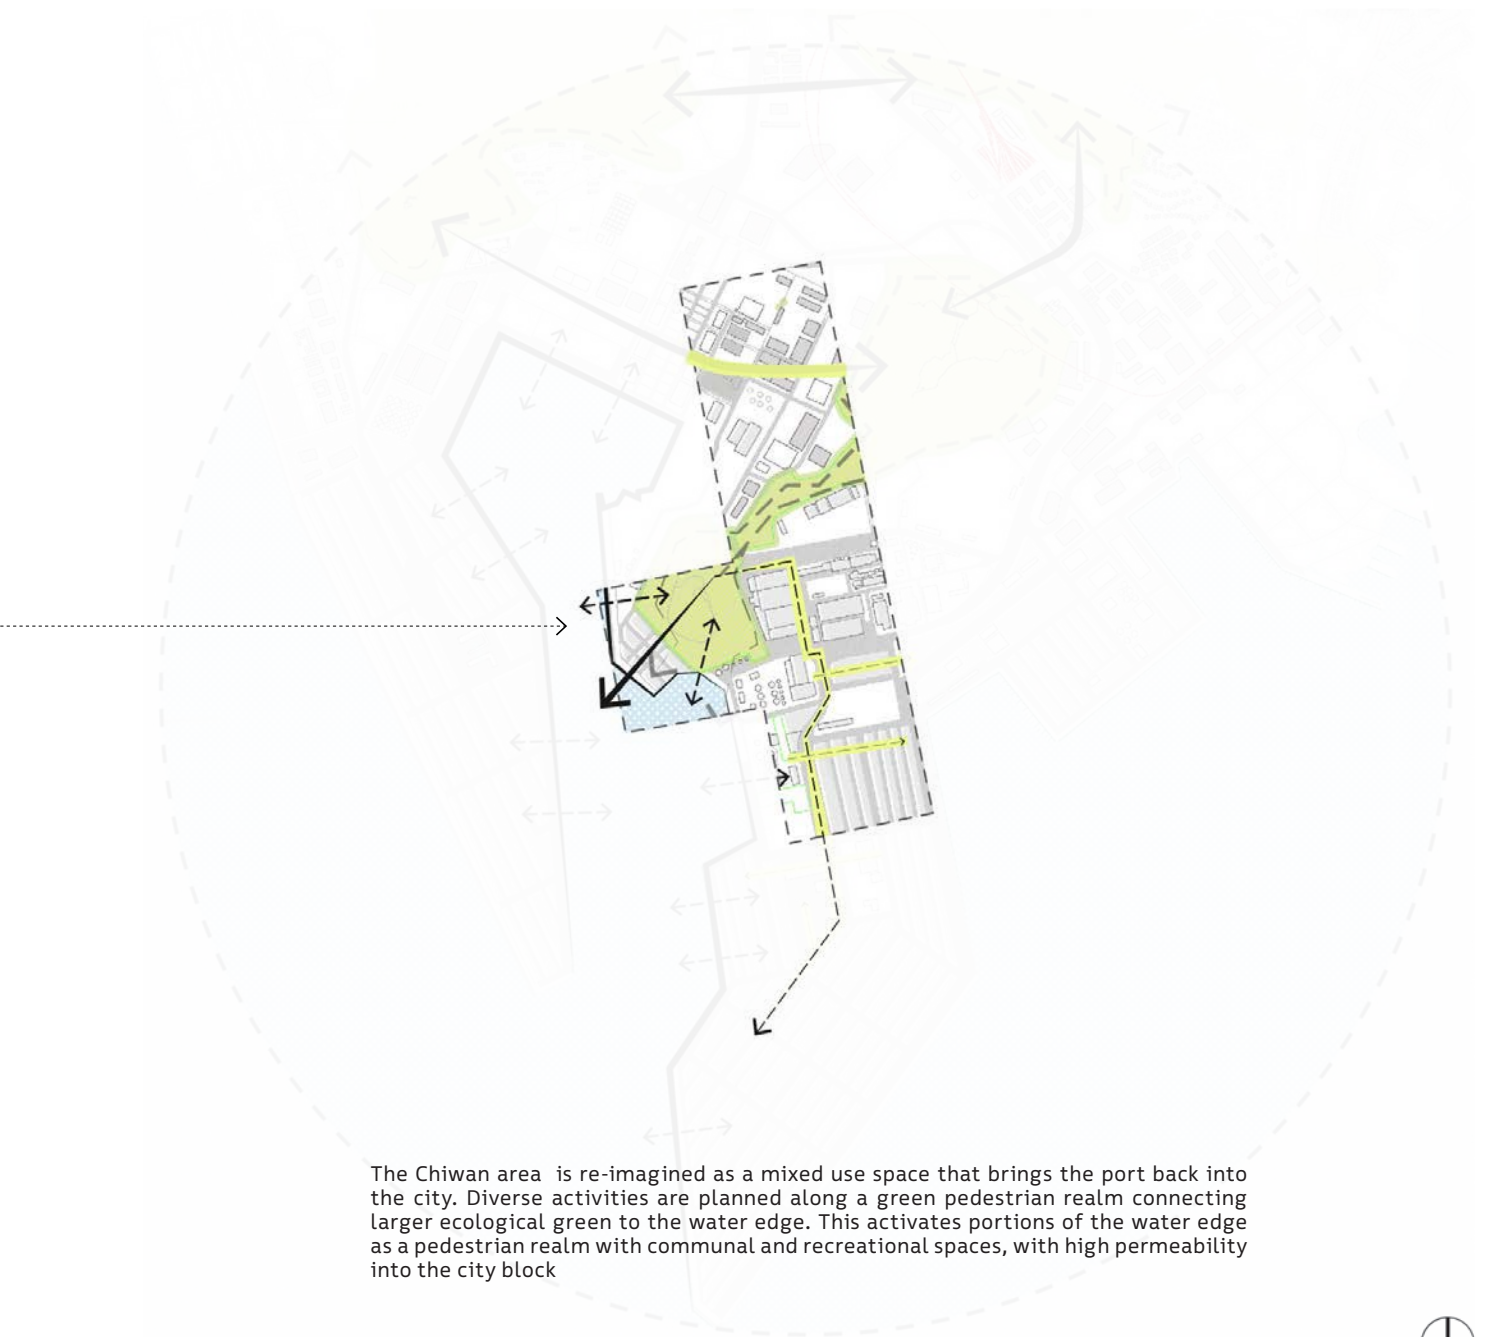 The Chiwan area  is re-imagined as a mixed use space that brings the port back into
the city. Diverse activities are planned along a green pedestrian realm connecting
larger ecological green to the water edge. This activates portions of the water edge
as a pedestrian realm with communal and recreational spaces, with high permeability
into the city block